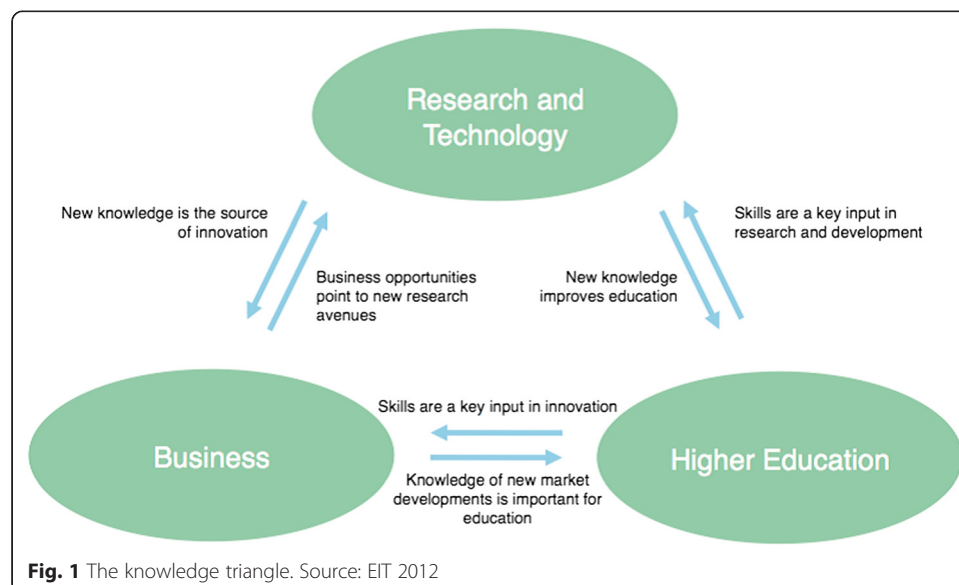 Research and
Technology
New knowledge is the source
of innovation
Skills are a key input in
research and development
Business opportunities
point to new research
avenues
New knowledge
improves education
Skills are a key input in innovation
Business
Higher Education
Knowledge of new market
developments is important for
education
Fig. 1 The knowledge triangle. Source: EIT 2012